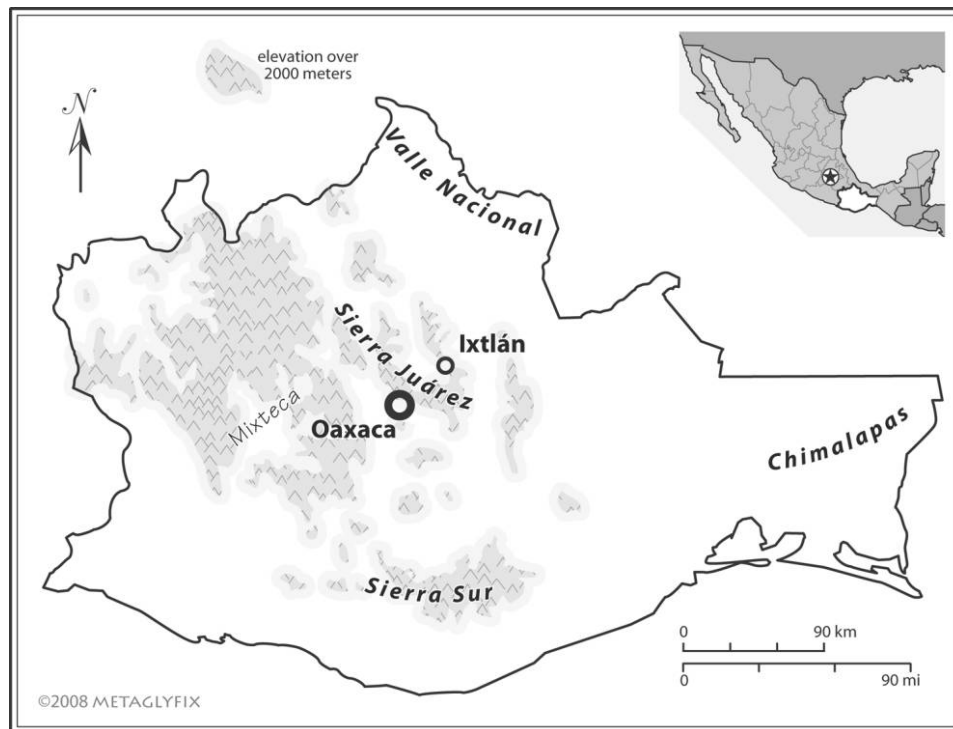 elevation over
2000 meters
N
Valle Nacional
Sierra Juárez
Ixtlán
Mixteca
Oaxaca
Chimalapas
Sierra Sur
0 90 km
0 90 mi
©2008 METAGLYFIX